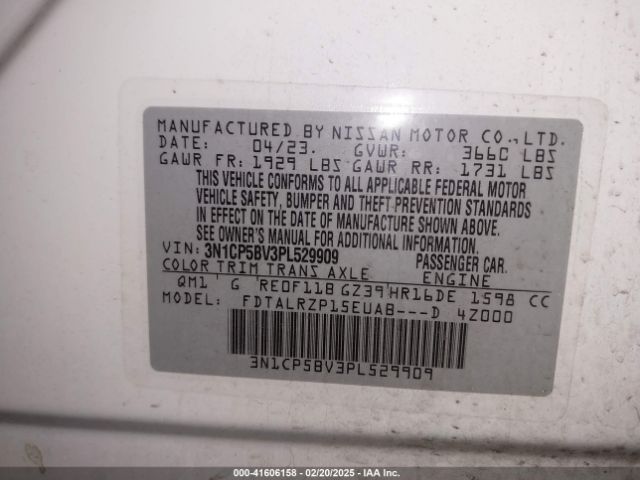 MANUFACTURED BY NISSAN MOTOR CO.,LTD.
DATE: 04/23. GVWR: 3660 LBS
GAWR FR: 1929 LBS GAWR RR: 1731 LBS
THIS VEHICLE CONFORMS TO ALL APPLICABLE FEDERAL MOTOR
VEHICLE SAFETY, BUMPER AND THEFT PREVENTION STANDARDS
IN EFFECT ON THE DATE OF MANUFACTURE SHOWN ABOVE.
SEE OWNER'S MANUAL FOR ADDITIONAL INFORMATION.
VIN: 3N1CP5BV3PL529909 PASSENGER CAR.
COLOR TRIM TRANS AXLE ENGINE
QM1 G RE0F11B GZ39 HR16DE 1598 CC
MODEL: FDTALRZP15EUAB---D 4Z000
3N1CP5BV3PL529909
000-41606158 - 02/20/2025 - IAA Inc.